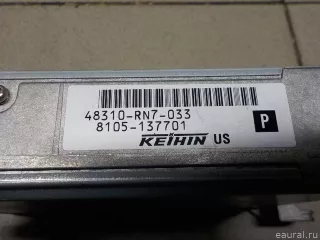 48310-RN7-033
8105-137701
P
KEIHIN US
eaural.ru